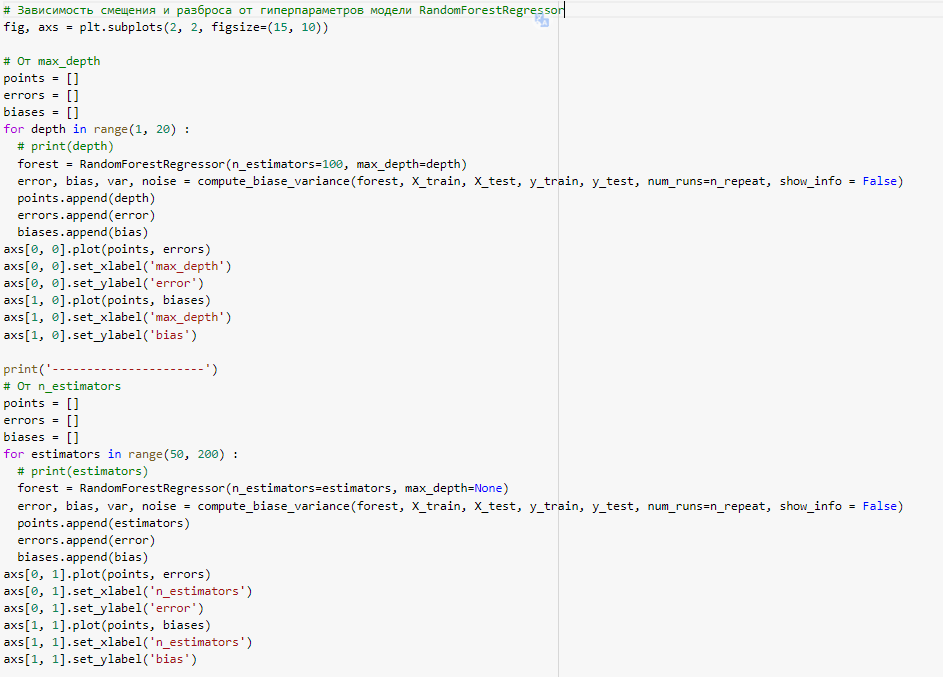 # Зависимость смещения и разброса от гиперпараметров модели RandomForestRegressor
fig, axs = plt.subplots(2, 2, figsize=(15, 10))

# От max_depth
points = []
errors = []
biases = []
for depth in range(1, 20) :
  # print(depth)
  forest = RandomForestRegressor(n_estimators=100, max_depth=depth)
  error, bias, var, noise = compute_biase_variance(forest, X_train, X_test, y_train, y_test, num_runs=n_repeat, show_info = False)
  points.append(depth)
  errors.append(error)
  biases.append(bias)
axs[0, 0].plot(points, errors)
axs[0, 0].set_xlabel('max_depth')
axs[0, 0].set_ylabel('error')
axs[1, 0].plot(points, biases)
axs[1, 0].set_xlabel('max_depth')
axs[1, 0].set_ylabel('bias')

print('----------------------')
# От n_estimators
points = []
errors = []
biases = []
for estimators in range(50, 200) :
  # print(estimators)
  forest = RandomForestRegressor(n_estimators=estimators, max_depth=None)
  error, bias, var, noise = compute_biase_variance(forest, X_train, X_test, y_train, y_test, num_runs=n_repeat, show_info = False)
  points.append(estimators)
  errors.append(error)
  biases.append(bias)
axs[0, 1].plot(points, errors)
axs[0, 1].set_xlabel('n_estimators')
axs[0, 1].set_ylabel('error')
axs[1, 1].plot(points, biases)
axs[1, 1].set_xlabel('n_estimators')
axs[1, 1].set_ylabel('bias')